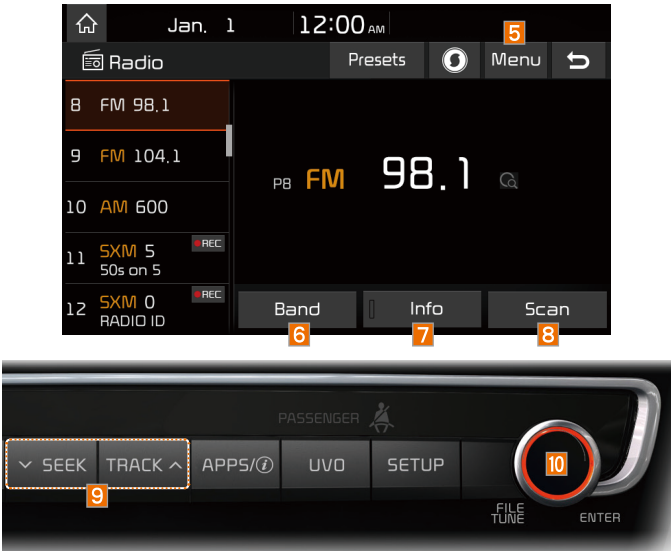 Jan. 1 12:00 AM
5
Radio Presets Menu
8 FM 98.1
9 FM 104.1
10 AM 600
11 SXM 5 REC
50s on 5
12 SXM 0 REC
RADIO ID
P8 FM 98.1
Band Info Scan
6 7 8
PASSENGER
SEEK TRACK APPS/i UVO SETUP
9
10
FILE
TUNE
ENTER